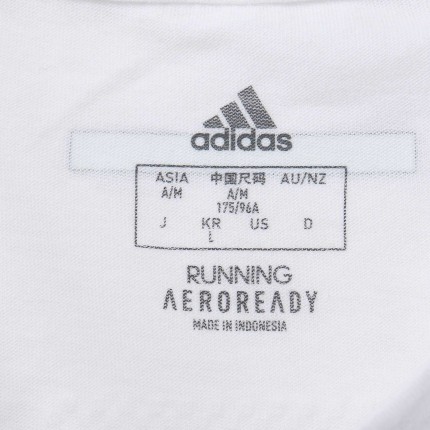 adidas
ASIA 中国尺码 AU/NZ
A/M A/M
175/96A
J KR US D
L
RUNNING
AEROREADY
MADE IN INDONESIA